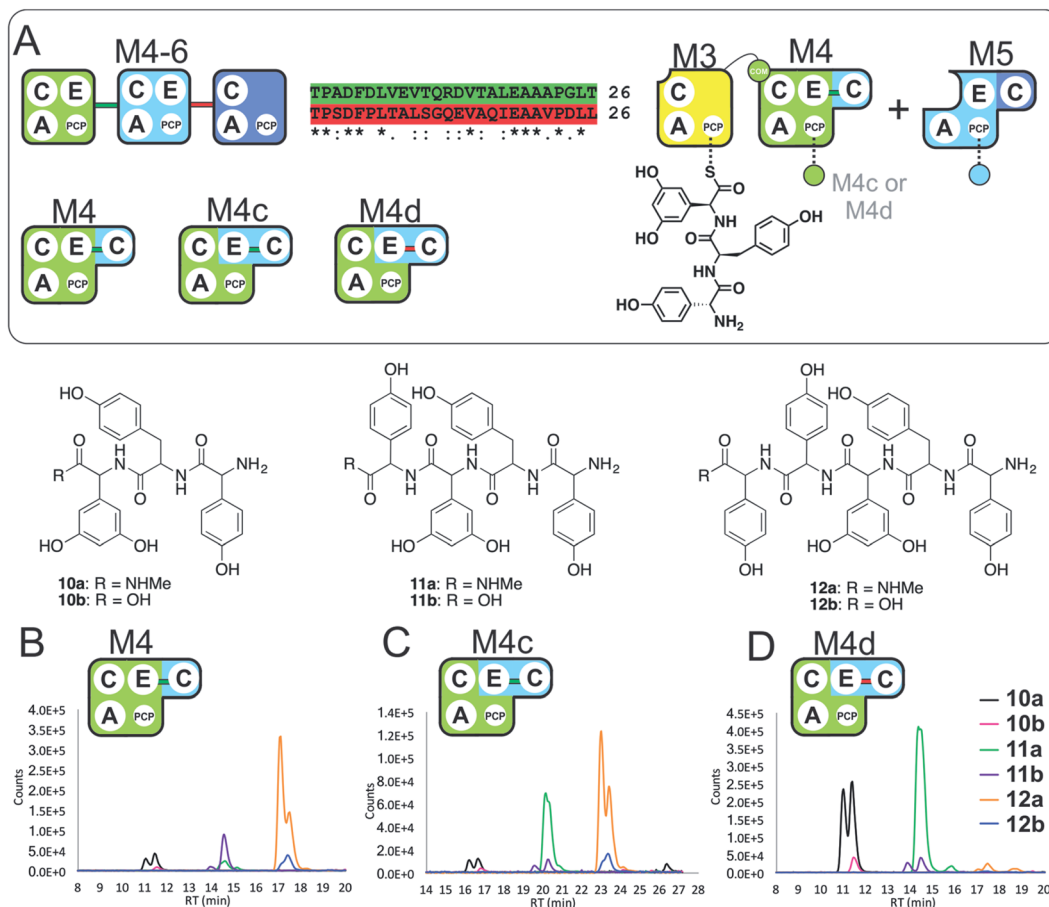 A
M4-6
C E C E C
A PCP A PCP A PCP
TPADFDLVEVTQRDVTALEAAAPGLT 26
TPSDFPLTALSGQEVAQIEAAVPDLL 26
**:** *. :: ::*: :***.*.*
M4
C E C
A PCP
M4c
C E C
A PCP
M4d
C E C
A PCP
M3
C
A PCP
COM
M4
C E C
A PCP
+
M5
E C
A PCP
M4c or
M4d
S
HO
O
NH
HO
O
OH
HN
O
HO
NH2
HO
O O
R N H N H NH2
O
HO OH
OH
10a: R = NHMe
10b: R = OH
OH
HO
R O O
O N H N H N H NH2
O
HO OH
OH
11a: R = NHMe
11b: R = OH
OH
HO
O O O
R N H N H N H N H NH2
O O
HO HO OH
OH
12a: R = NHMe
12b: R = OH
B
M4
C E C
A PCP
4.0E+5
3.5E+5
3.0E+5
2.5E+5
2.0E+5
1.5E+5
1.0E+5
5.0E+4
0.0E+0
Counts
8 9 10 11 12 13 14 15 16 17 18 19 20
RT (min)
C
M4c
C E C
A PCP
1.4E+5
1.2E+5
1.0E+5
8.0E+4
6.0E+4
4.0E+4
2.0E+4
0.0E+0
Counts
14 15 16 17 18 19 20 21 22 23 24 25 26 27 28
RT (min)
D
M4d
C E C
A PCP
4.5E+5
4.0E+5
3.5E+5
3.0E+5
2.5E+5
2.0E+5
1.5E+5
1.0E+5
5.0E+4
0.0E+0
Counts
8 9 10 11 12 13 14 15 16 17 18 19 20
RT (min)
10a
10b
11a
11b
12a
12b